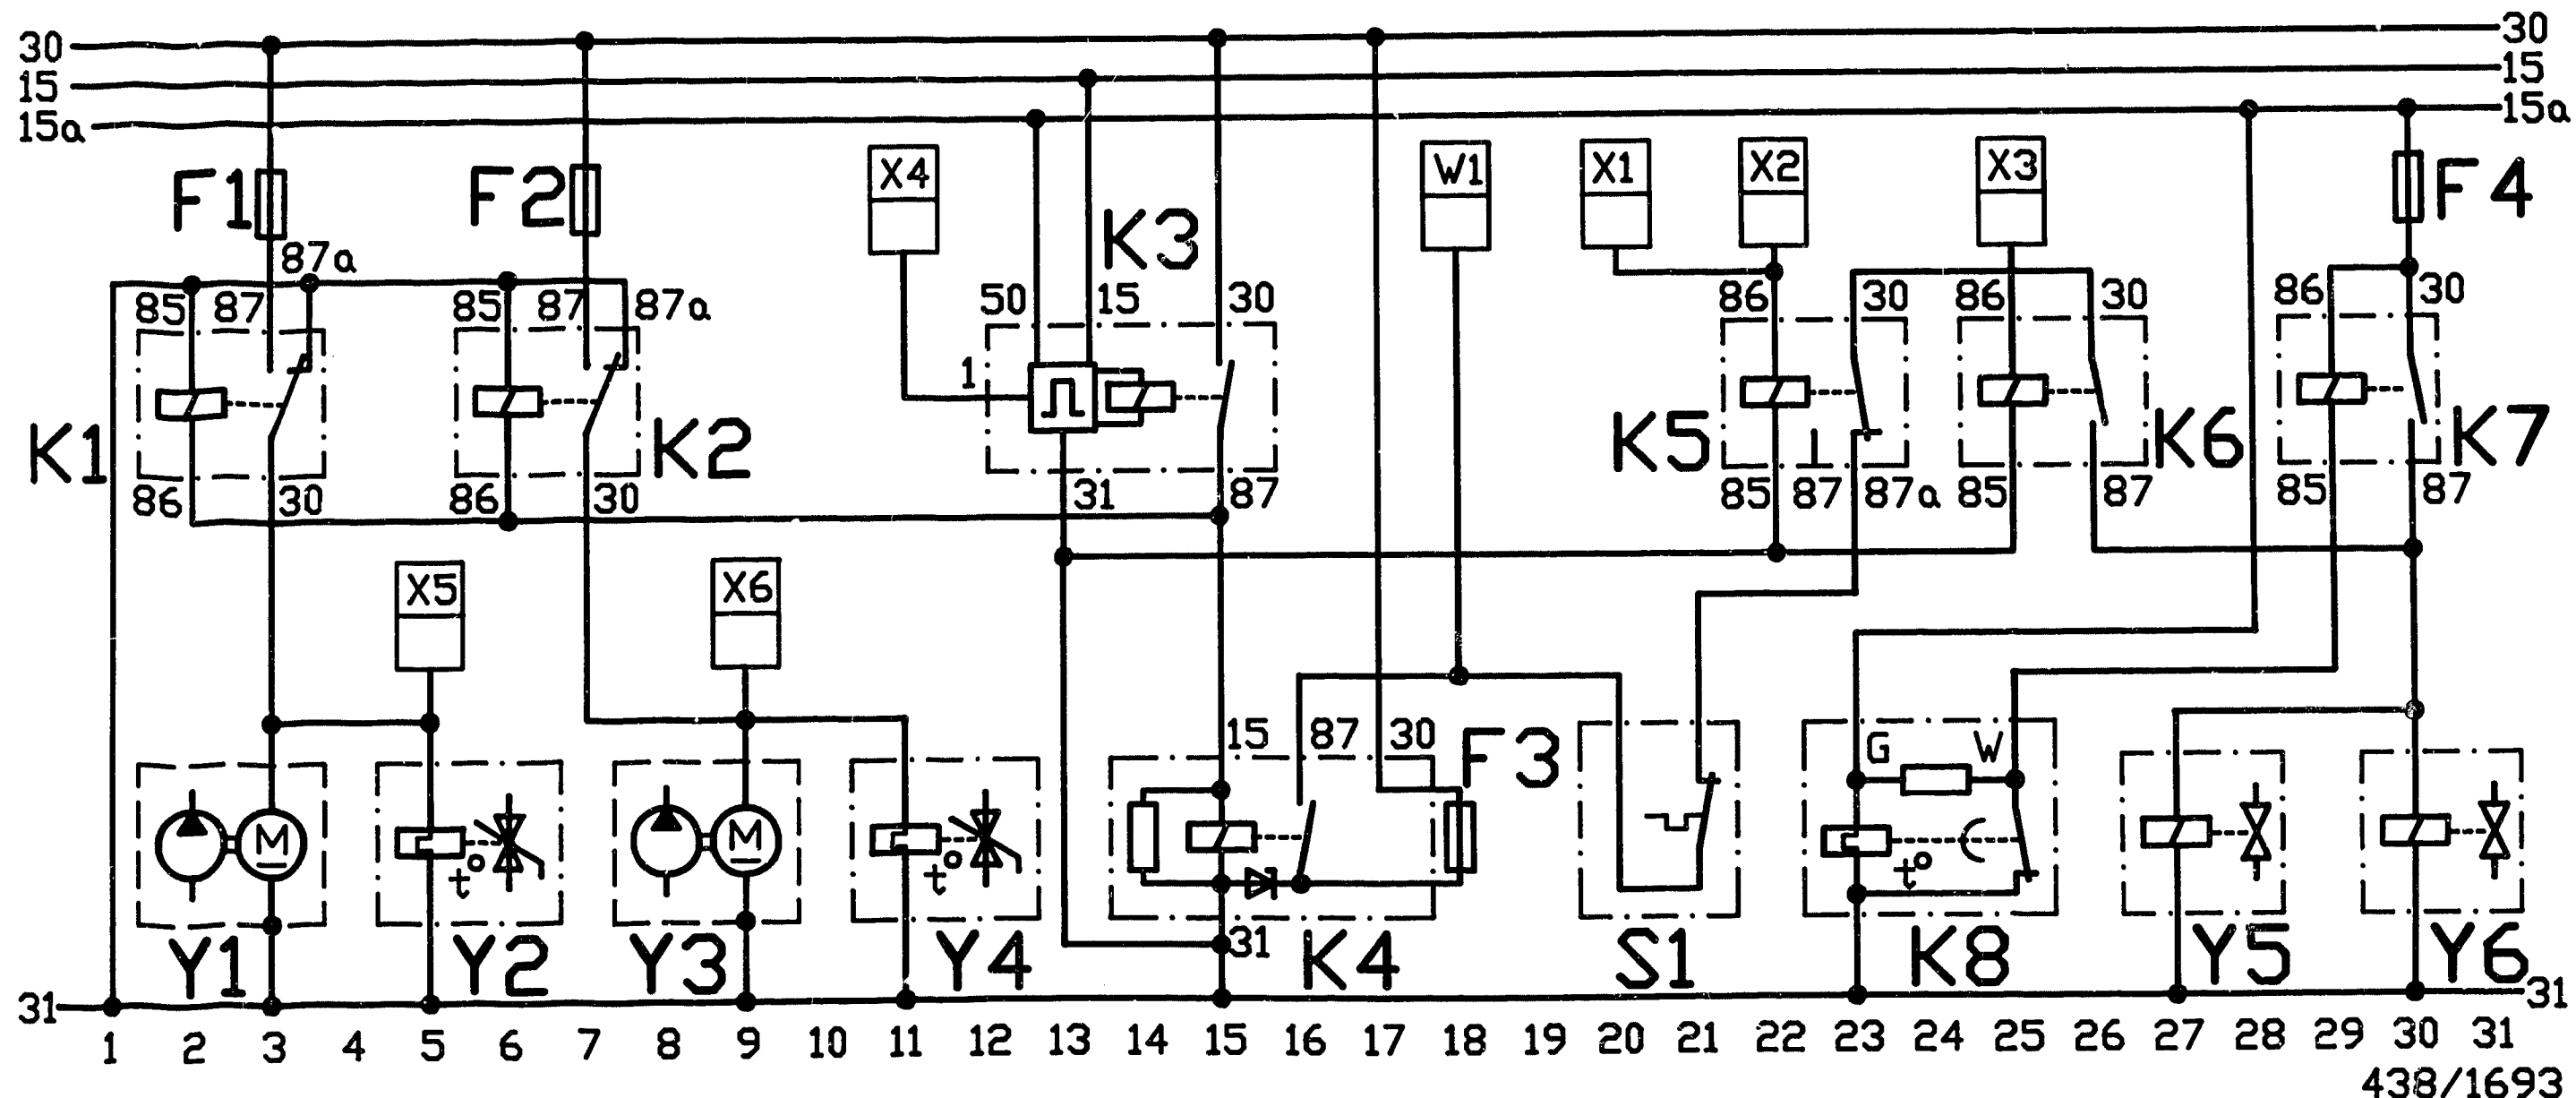 30 30
15 15
15a 15a
X4 W1 X1 X2 X3
F1 F2 K3 F4
87a
85 87 85 87 87a 50 15 30 86 30 86 30 86 30
1
K1 K2 K5 K6 K7
86 30 86 30 31 87 85 87 87a 85 87 85 87
X5 X6
15 87 30 F3 G W
M M
t° t° t°
Y1 Y2 Y3 Y4 31 K4 S1 K8 Y5 Y6
31 31
1 2 3 4 5 6 7 8 9 10 11 12 13 14 15 16 17 18 19 20 21 22 23 24 25 26 27 28 29 30 31
438/1693